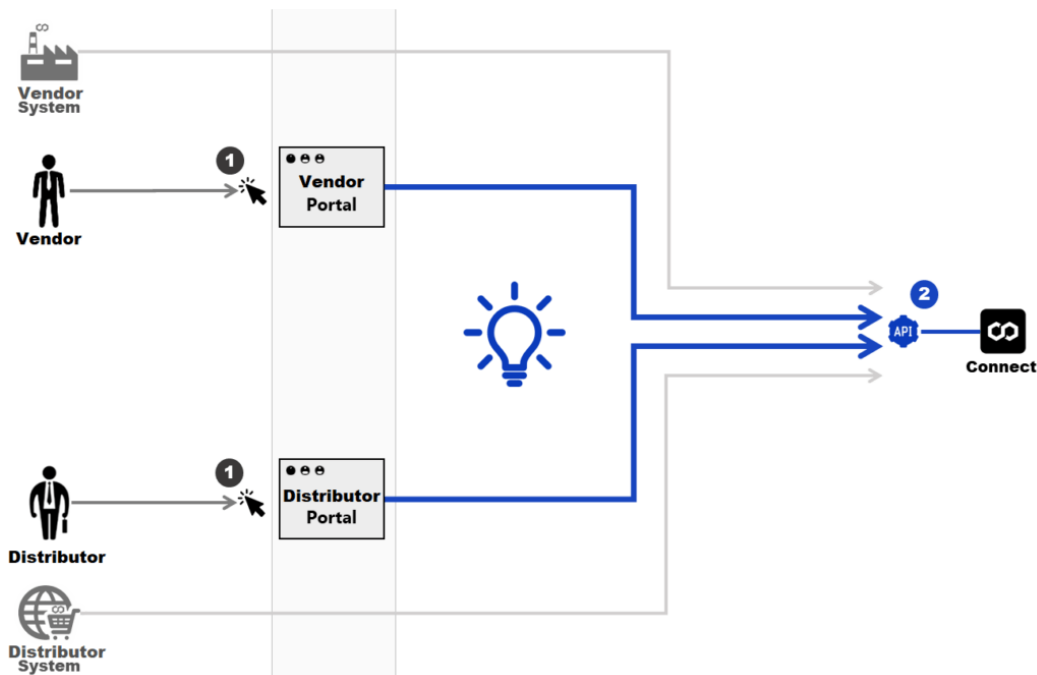 Vendor
System
1
Vendor
Portal
Vendor
2
API
Connect
1
Distributor
Portal
Distributor
Distributor
System